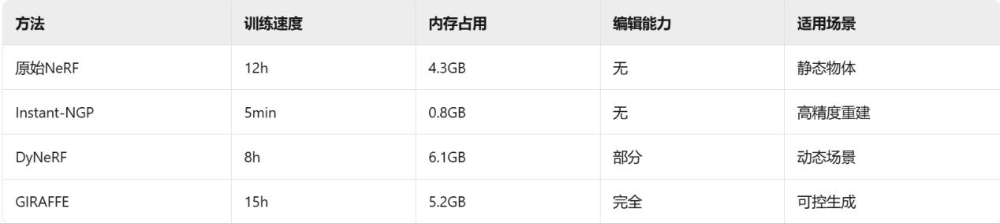 方法 训练速度 内存占用 编辑能力 适用场景
原始NeRF 12h 4.3GB 无 静态物体
Instant-NGP 5min 0.8GB 无 高精度重建
DyNeRF 8h 6.1GB 部分 动态场景
GIRAFFE 15h 5.2GB 完全 可控生成